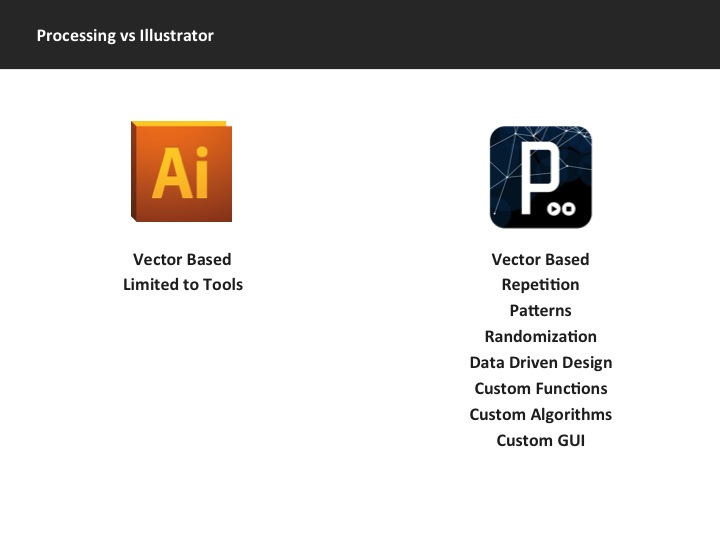 Processing vs Illustrator
Ai
P
Vector Based
Limited to Tools
Vector Based
Repetition
Patterns
Randomization
Data Driven Design
Custom Functions
Custom Algorithms
Custom GUI